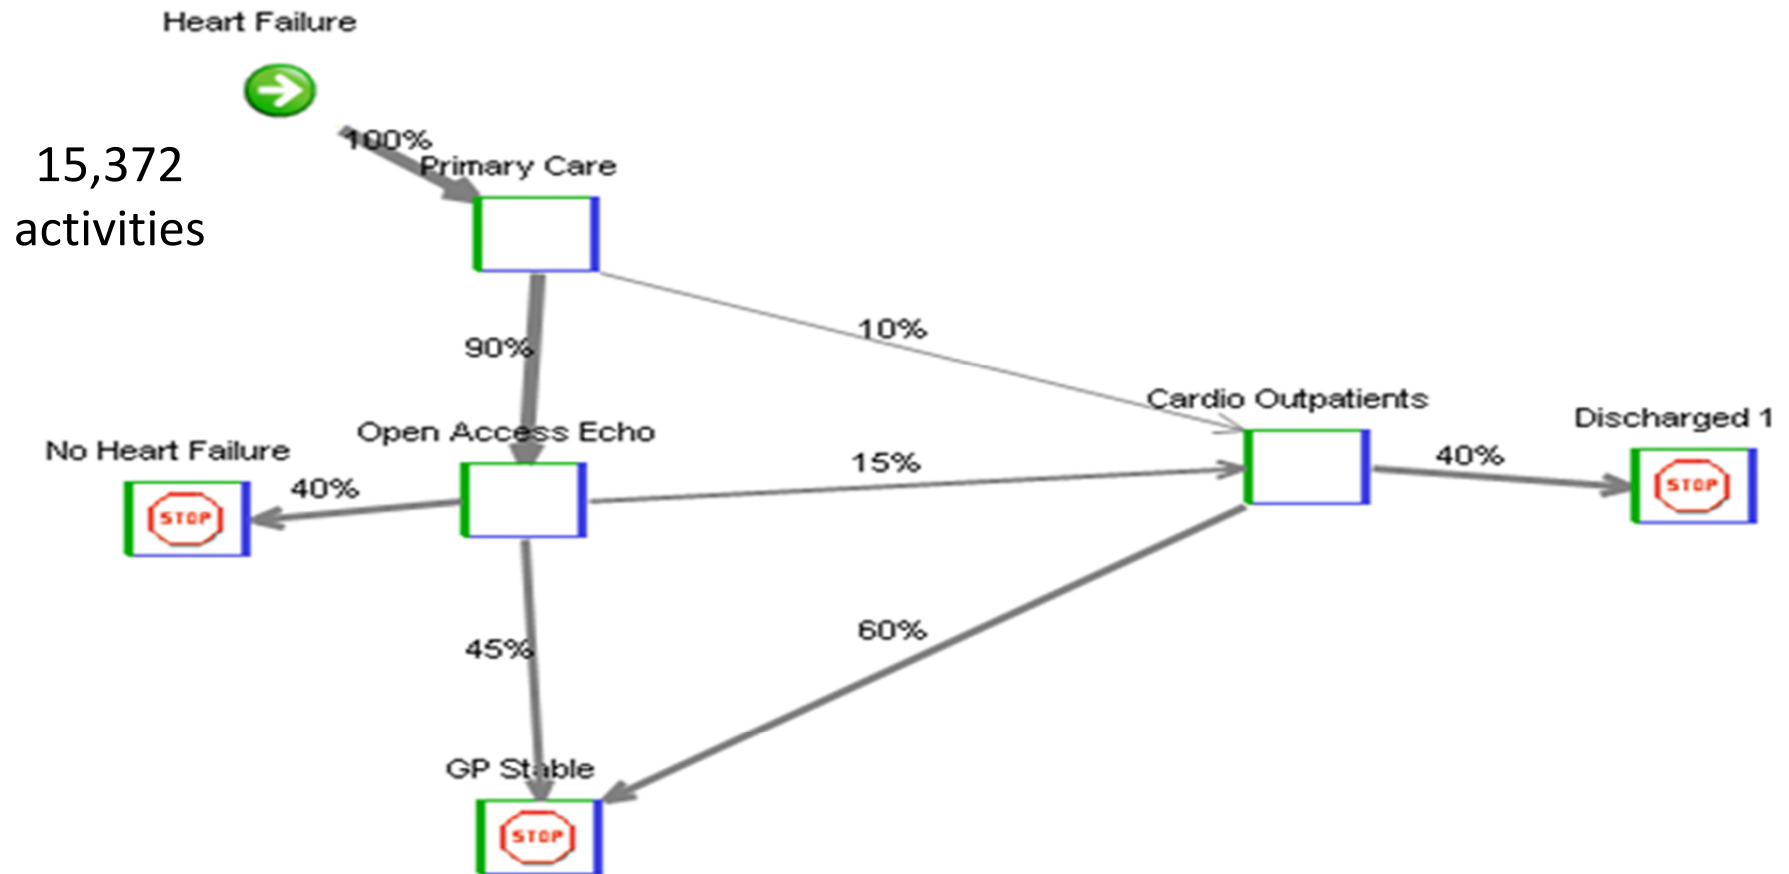 Heart Failure
100%
15,372
activities
Primary Care
10%
90%
Cardio Outpatients
Discharged 1
Open Access Echo
No Heart Failure
40%
15%
40%
STOP
STOP
60%
45%
GP Stable
STOP